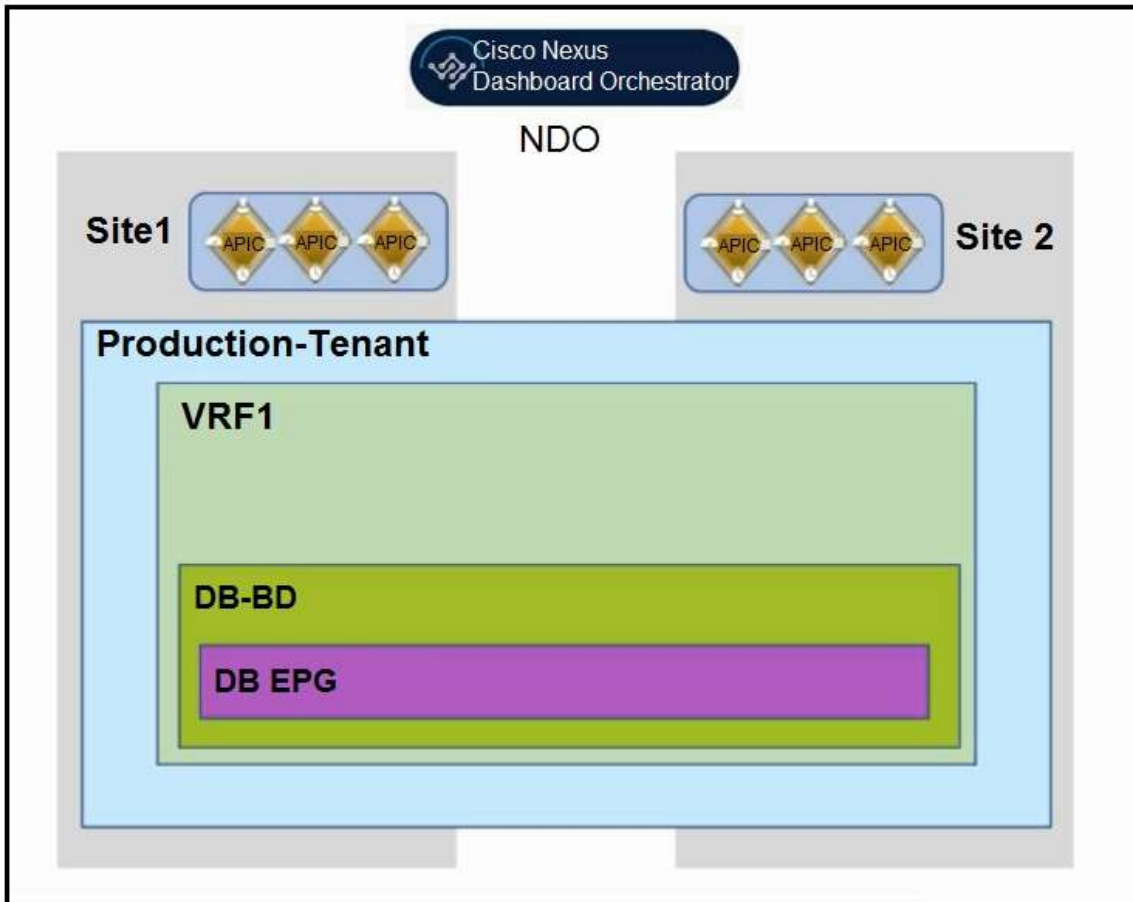 Cisco Nexus
Dashboard Orchestrator
NDO
Site1
APIC APIC APIC
APIC APIC APIC
Site 2
Production-Tenant
VRF1
DB-BD
DB EPG